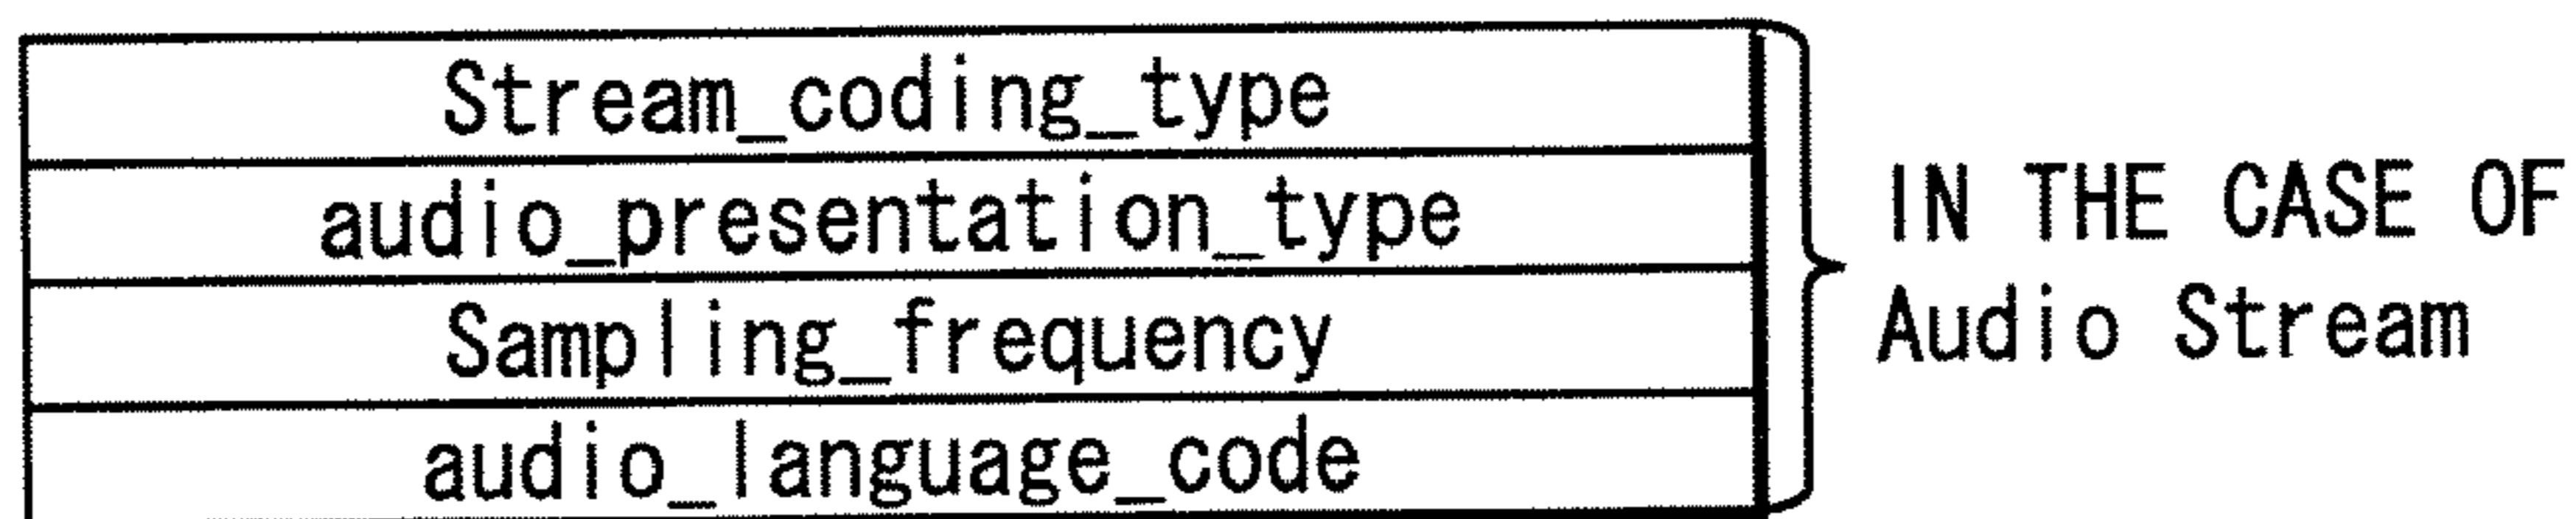 Stream_coding_type
audio_presentation_type
Sampling_frequency
audio_language_code
IN THE CASE OF
Audio Stream